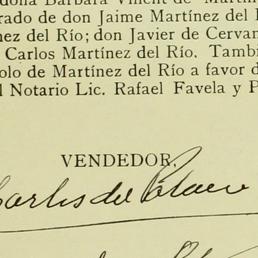 doña Bárbara Vincent de Martín
rado de don Jaime Martínez del
nez del Río; don Javier de Cervan
Carlos Martínez del Río. Tambi
olo de Martínez del Río a favor d
l Notario Lic. Rafael Favela y P
VENDEDOR,
Carlos del